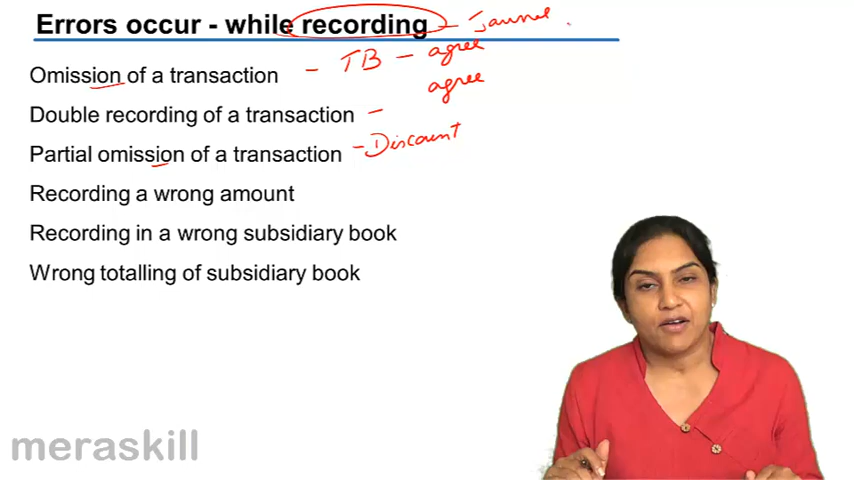 Errors occur - while recording - Journal.
Omission of a transaction - TB - agree
agree
Double recording of a transaction -
Partial omission of a transaction - Discount
Recording a wrong amount
Recording in a wrong subsidiary book
Wrong totalling of subsidiary book
meraskill